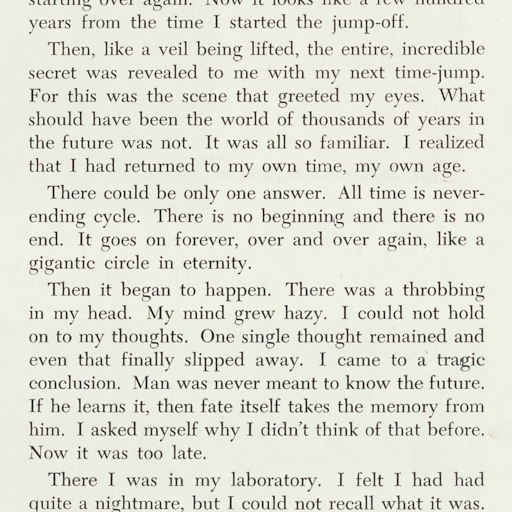 starting over again. Now it looks like a few hundred
years from the time I started the jump-off.
Then, like a veil being lifted, the entire, incredible
secret was revealed to me with my next time-jump.
For this was the scene that greeted my eyes. What
should have been the world of thousands of years in
the future was not. It was all so familiar. I realized
that I had returned to my own time, my own age.
There could be only one answer. All time is never-
ending cycle. There is no beginning and there is no
end. It goes on forever, over and over again, like a
gigantic circle in eternity.
Then it began to happen. There was a throbbing
in my head. My mind grew hazy. I could not hold
on to my thoughts. One single thought remained and
even that finally slipped away. I came to a tragic
conclusion. Man was never meant to know the future.
If he learns it, then fate itself takes the memory from
him. I asked myself why I didn't think of that before.
Now it was too late.
There I was in my laboratory. I felt I had had
quite a nightmare, but I could not recall what it was.